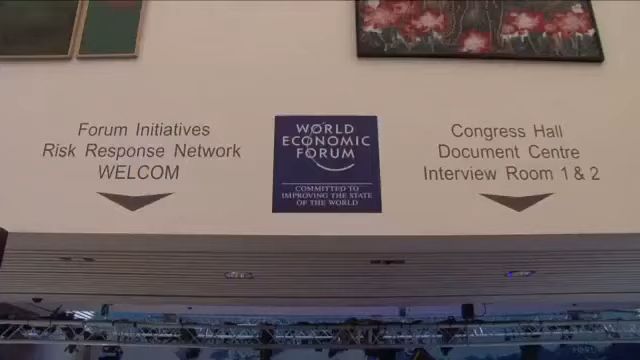 Forum Initiatives
Risk Response Network
WELCOM
WORLD
ECONOMIC
FORUM
COMMITTED TO
IMPROVING THE STATE
OF THE WORLD
Congress Hall
Document Centre
Interview Room 1 & 2